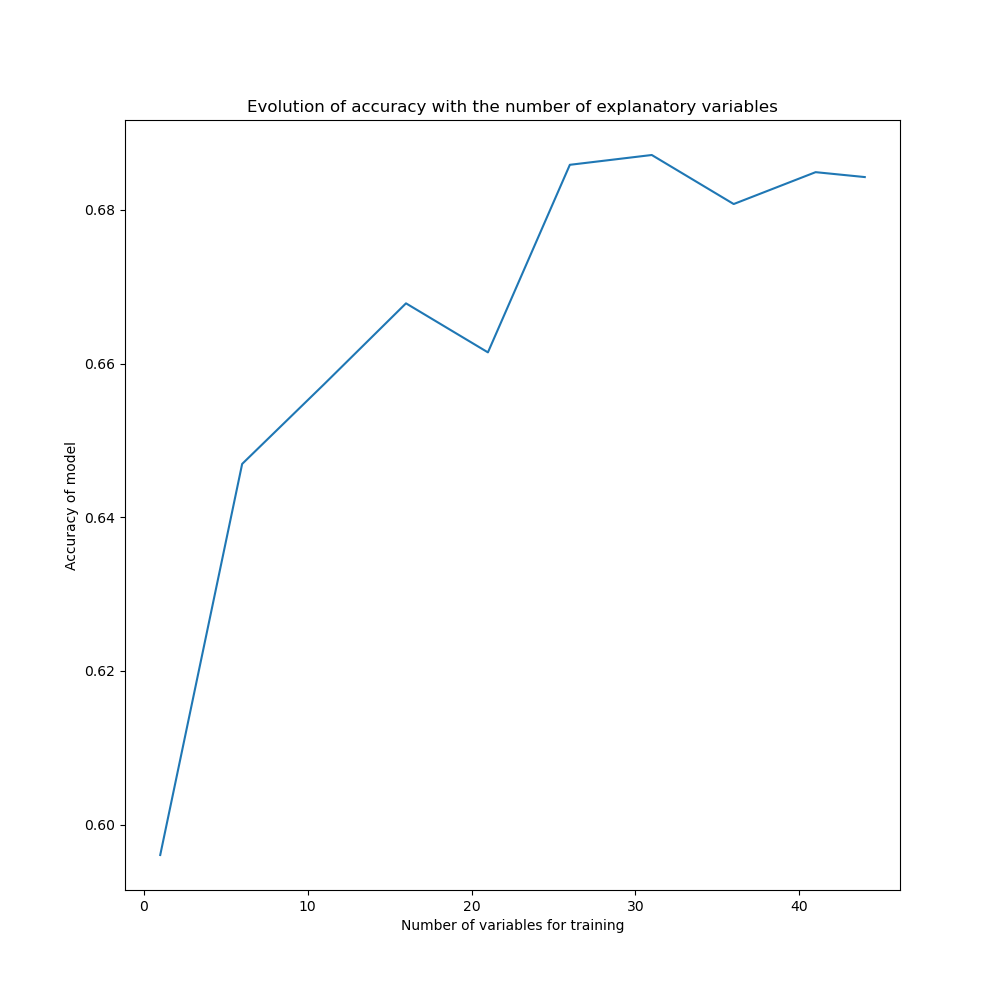 Evolution of accuracy with the number of explanatory variables
Accuracy of model
0.68
0.66
0.64
0.62
0.60
0 10 20 30 40
Number of variables for training